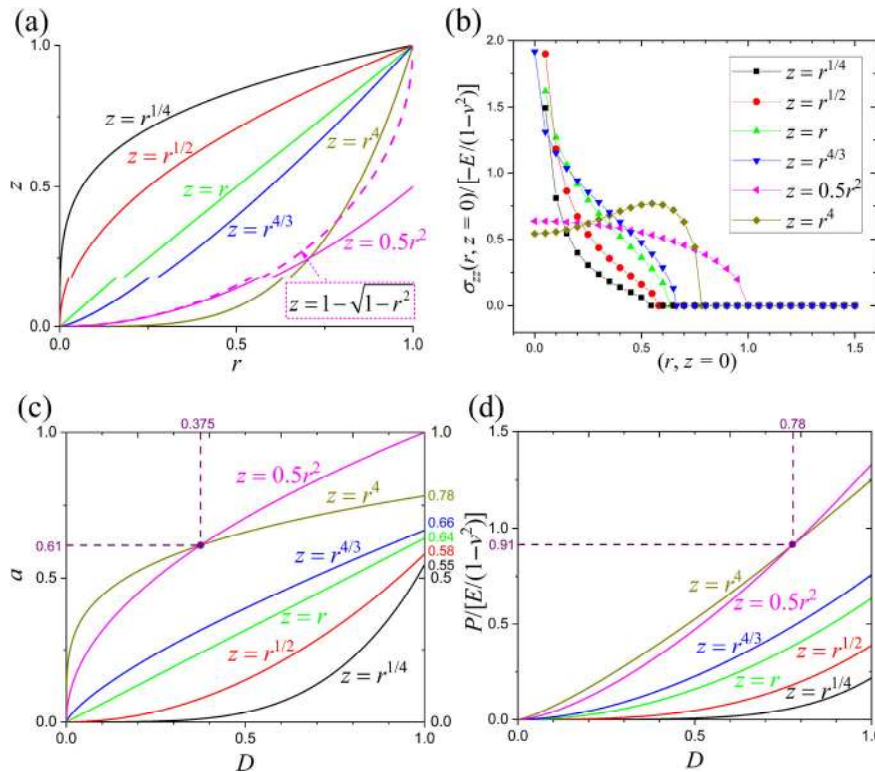 (a)
1.0
z = r^{1/4}
z = r^{1/2}
z = r^4
z
0.5
z = r
z = r^{4/3}
z = 0.5r^2
z = 1 − √(1 − r^2)
0.0
0.0 0.5 1.0
r
(b)
2.0
1.5
1.0
0.5
0.0
σ_{zz}(r, z = 0)/[−E/(1−ν^2)]
z = r^{1/4}
z = r^{1/2}
z = r
z = r^{4/3}
z = 0.5r^2
z = r^4
0.0 0.5 1.0 1.5
(r, z = 0)
(c)
0.375
1.0 1.0
z = 0.5r^2
z = r^4
0.78
0.66
0.64
0.61
0.58
0.55
a
0.5
z = r^{4/3}
z = r
z = r^{1/2}
z = r^{1/4}
0.0 0.0
0.0 0.5 1.0
D
(d)
0.78
1.5
1.0
0.91
P/[E/(1−ν^2)]
z = r^4
z = 0.5r^2
0.5
z = r^{4/3}
z = r^{1/2}
z = r
z = r^{1/4}
0.0
0.0 0.5 1.0
D